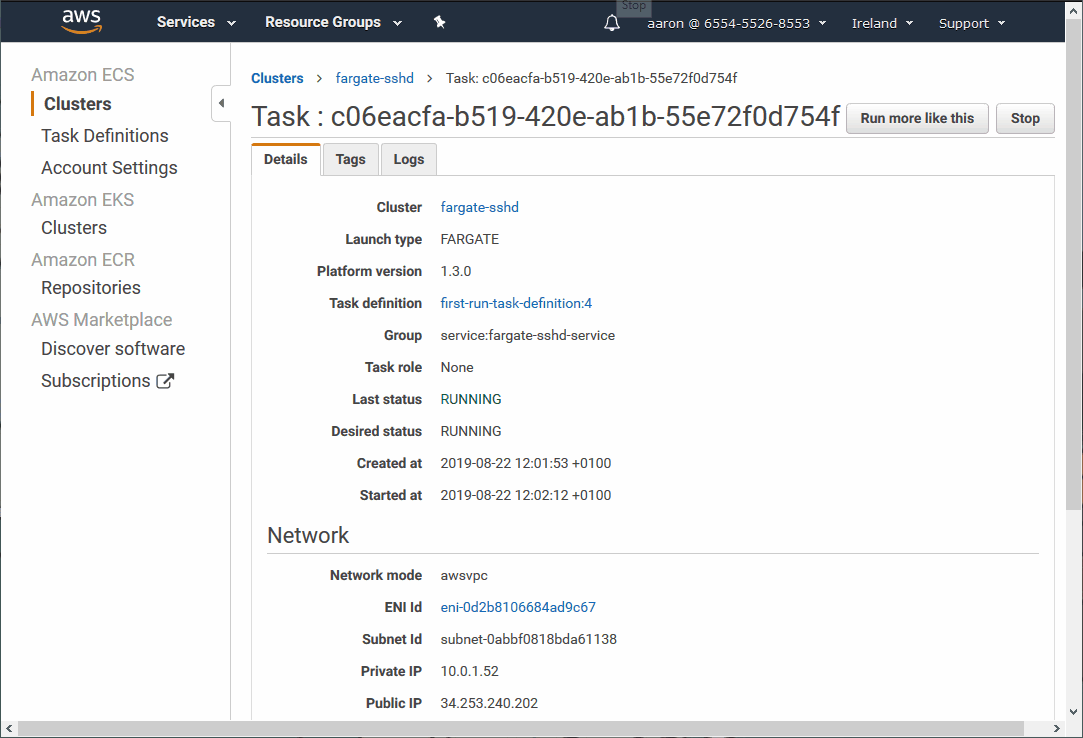 Stop
aws Services Resource Groups aaron @ 6554-5526-8553 Ireland Support
Amazon ECS
Clusters
Task Definitions
Account Settings
Amazon EKS
Clusters
Amazon ECR
Repositories
AWS Marketplace
Discover software
Subscriptions
Clusters > fargate-sshd > Task: c06eacfa-b519-420e-ab1b-55e72f0d754f
Task : c06eacfa-b519-420e-ab1b-55e72f0d754f Run more like this Stop
Details Tags Logs
Cluster fargate-sshd
Launch type FARGATE
Platform version 1.3.0
Task definition first-run-task-definition:4
Group service:fargate-sshd-service
Task role None
Last status RUNNING
Desired status RUNNING
Created at 2019-08-22 12:01:53 +0100
Started at 2019-08-22 12:02:12 +0100
Network
Network mode awsvpc
ENI Id eni-0d2b8106684ad9c67
Subnet Id subnet-0abbf0818bda61138
Private IP 10.0.1.52
Public IP 34.253.240.202